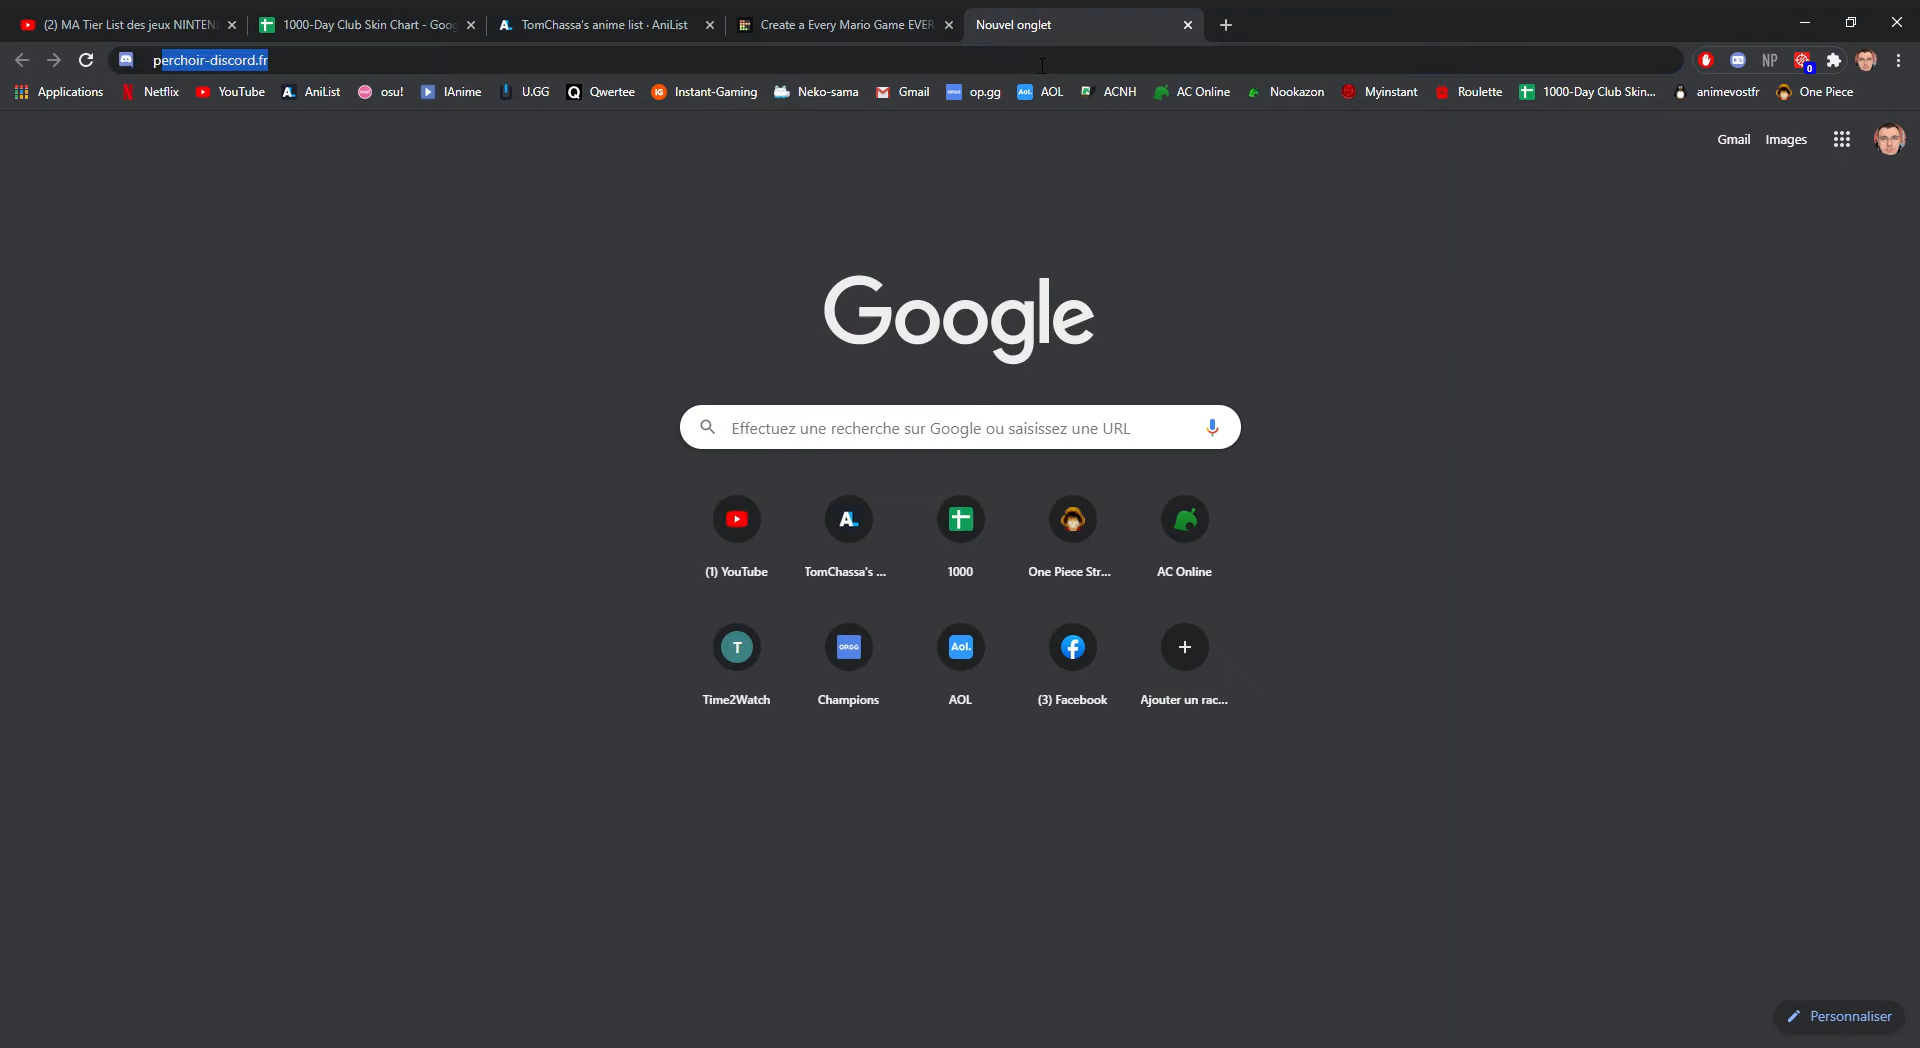 (2) MA Tier List des jeux NINTEN
1000-Day Club Skin Chart - Goog
TomChassa's anime list · AniList
Create a Every Mario Game EVER
Nouvel onglet
perchoir-discord.fr
NP
0
Applications
Netflix
YouTube
AniList
osu!
IAnime
U.GG
Qwertee
Instant-Gaming
Neko-sama
Gmail
op.gg
AOL
ACNH
AC Online
Nookazon
Myinstant
Roulette
1000-Day Club Skin...
animevostfr
One Piece
Gmail
Images
Google
Effectuez une recherche sur Google ou saisissez une URL
(1) YouTube
TomChassa's ...
1000
One Piece Str...
AC Online
T
OP.GG
Aol.
Time2Watch
Champions
AOL
(3) Facebook
Ajouter un rac...
Personnaliser